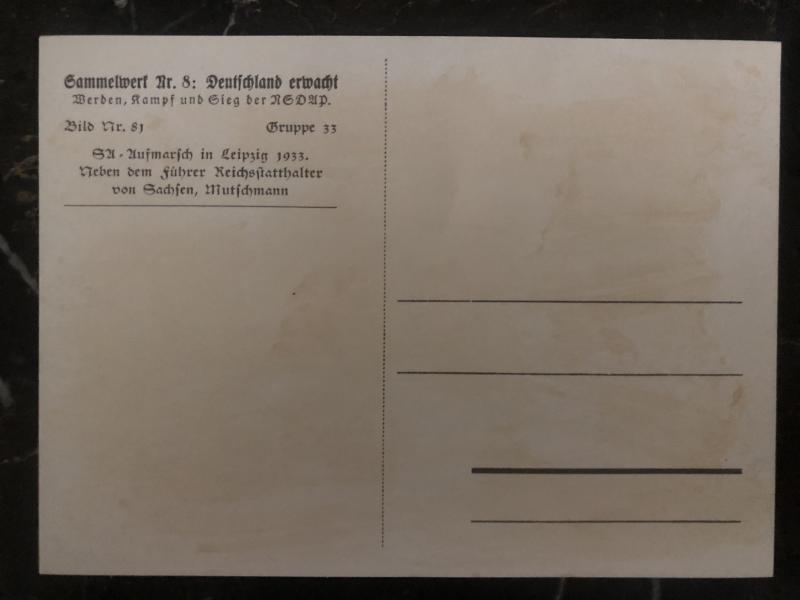 Sammelwerk Nr. 8: Deutschland erwacht
Werden, Kampf und Sieg der NSDAP.
Bild Nr. 81 Gruppe 33
SA-Aufmarsch in Leipzig 1933.
Neben dem Führer Reichsstatthalter
von Sachsen, Mutschmann